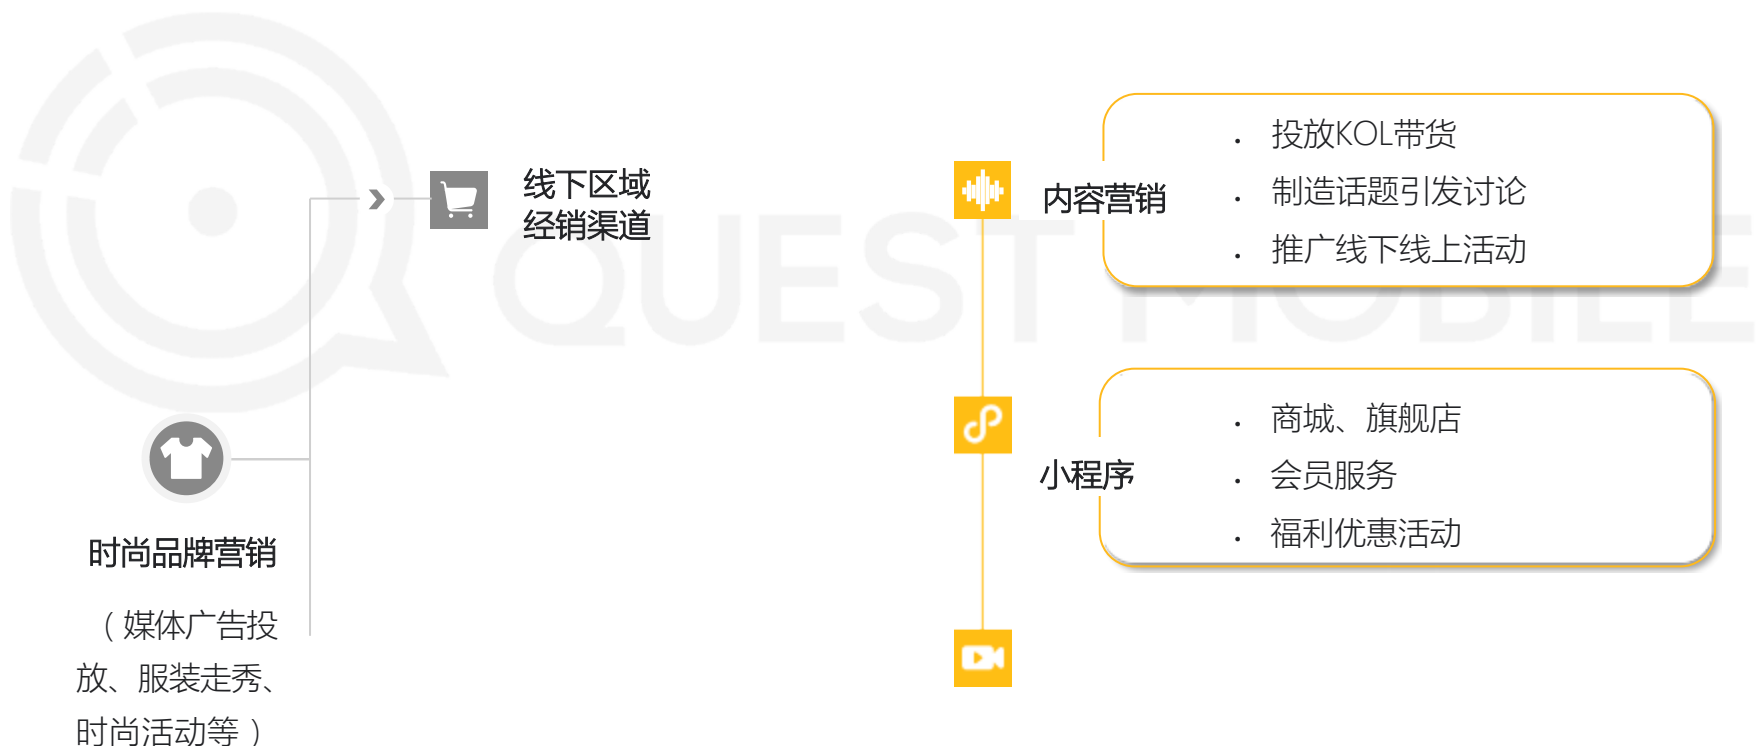 QUEST MOBILE
线下区域
经销渠道
时尚品牌营销
（媒体广告投
放、服装走秀、
时尚活动等）
内容营销
· 投放KOL带货
· 制造话题引发讨论
· 推广线下线上活动
小程序
· 商城、旗舰店
· 会员服务
· 福利优惠活动